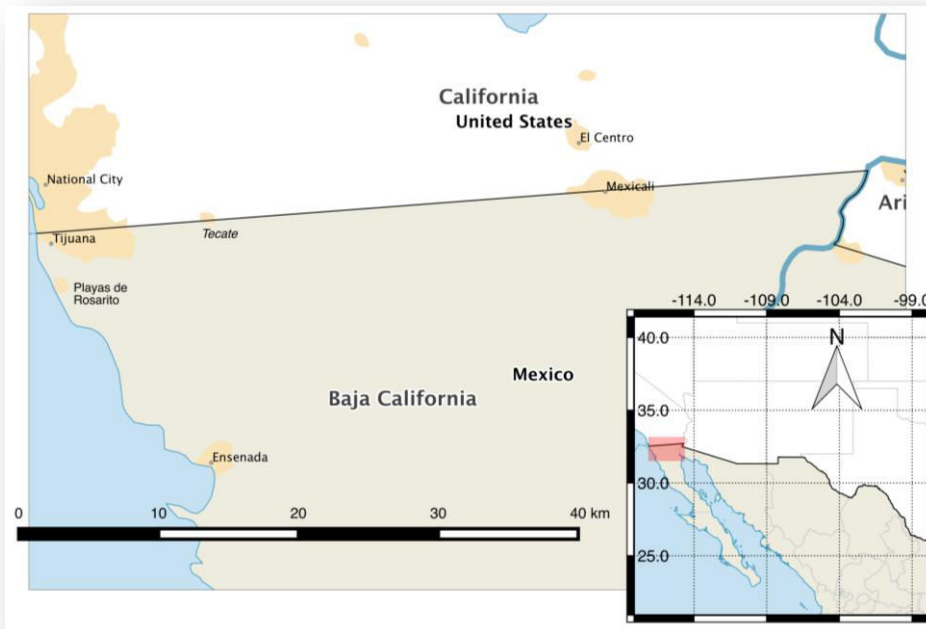 California
United States
El Centro
National City
Mexicali
Tijuana
Tecate
Ari
Playas de
Rosarito
-114.0 -109.0 -104.0 -99.0
N
40.0
35.0
30.0
25.0
Mexico
Baja California
Ensenada
0 10 20 30 40 km